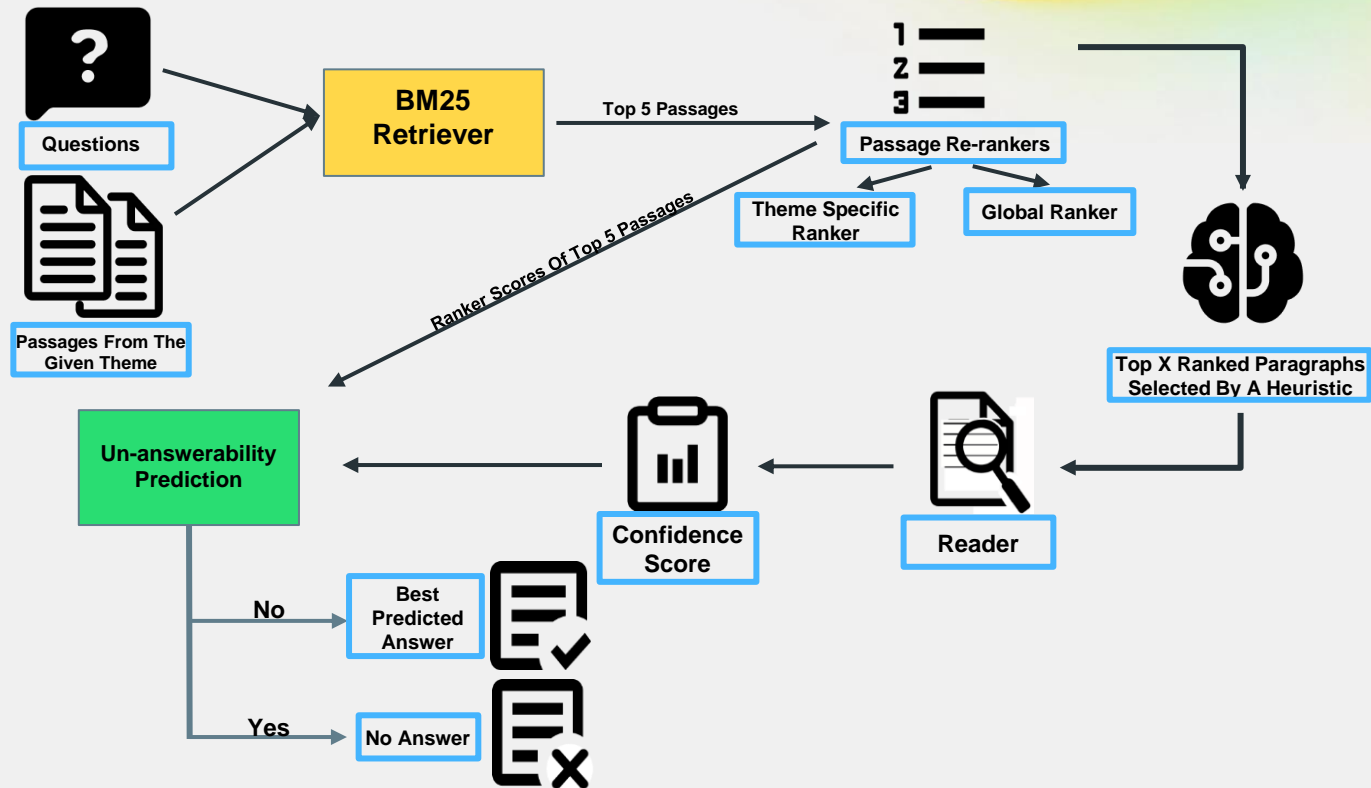 ?
Questions
Passages From The
Given Theme
BM25
Retriever
Top 5 Passages
1
2
3
Passage Re-rankers
Theme Specific
Ranker
Global Ranker
Ranker Scores Of Top 5 Passages
Top X Ranked Paragraphs
Selected By A Heuristic
Reader
Confidence
Score
Un-answerability
Prediction
No
Best
Predicted
Answer
Yes
No Answer